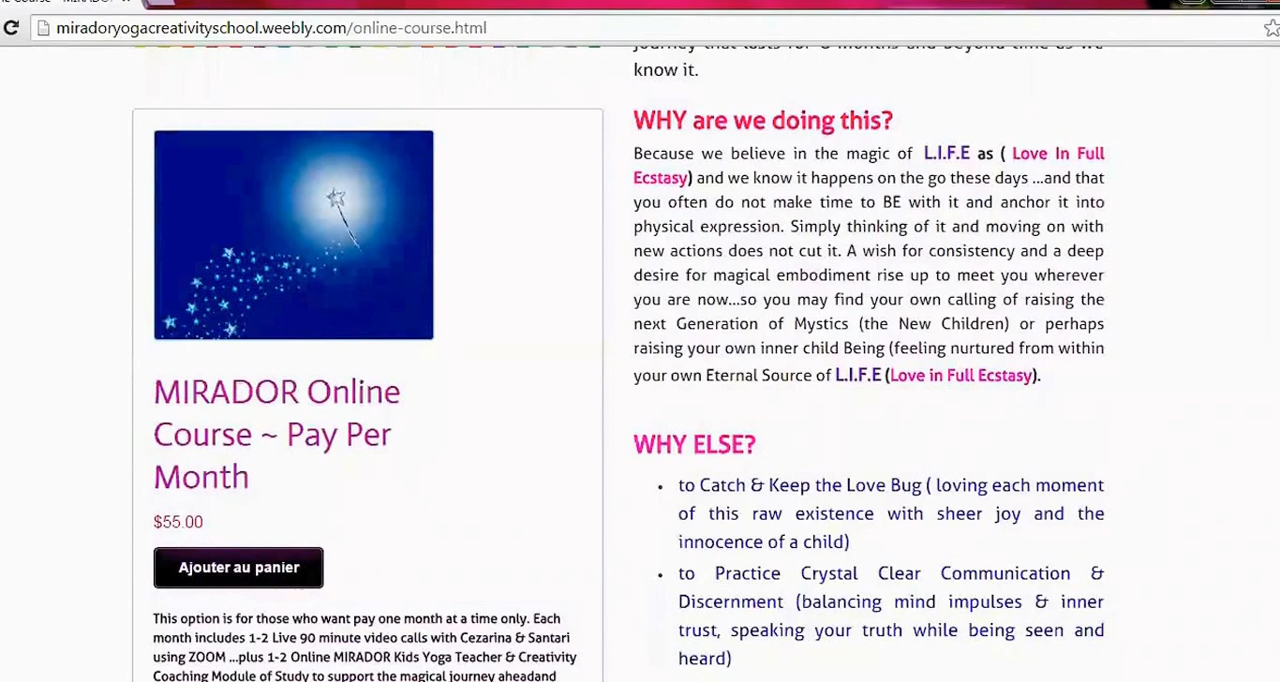 miradoryogacreativityschool.weebly.com/online-course.html
know it.
WHY are we doing this?
Because we believe in the magic of L.I.F.E as ( Love In Full
Ecstasy) and we know it happens on the go these days ...and that
you often do not make time to BE with it and anchor it into
physical expression. Simply thinking of it and moving on with
new actions does not cut it. A wish for consistency and a deep
desire for magical embodiment rise up to meet you wherever
you are now...so you may find your own calling of raising the
next Generation of Mystics (the New Children) or perhaps
raising your own inner child Being (feeling nurtured from within
your own Eternal Source of L.I.F.E (Love in Full Ecstasy).
WHY ELSE?
• to Catch & Keep the Love Bug ( loving each moment
of this raw existence with sheer joy and the
innocence of a child)
• to Practice Crystal Clear Communication &
Discernment (balancing mind impulses & inner
trust, speaking your truth while being seen and
heard)
MIRADOR Online
Course ~ Pay Per
Month
$55.00
Ajouter au panier
This option is for those who want pay one month at a time only. Each
month includes 1-2 Live 90 minute video calls with Cezarina & Santari
using ZOOM ...plus 1-2 Online MIRADOR Kids Yoga Teacher & Creativity
Coaching Module of Study to support the magical journey aheadand